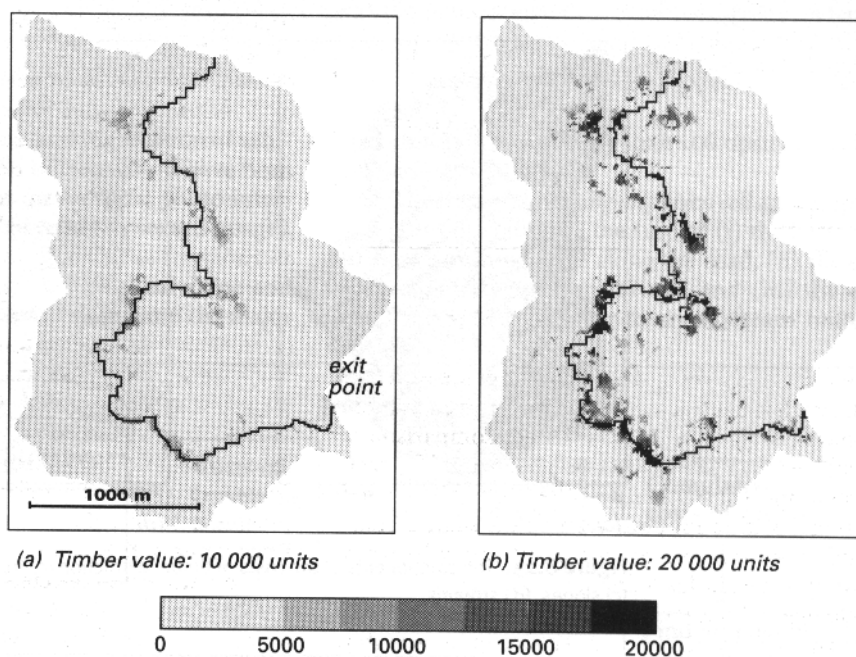 exit
point
1000 m
(a) Timber value: 10 000 units
(b) Timber value: 20 000 units
0 5000 10000 15000 20000